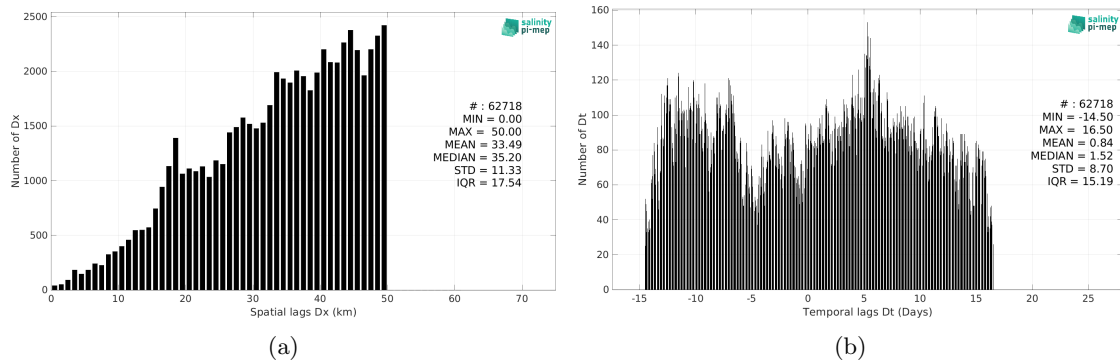 2500
2000
1500
1000
500
0
Number of Dx
salinity
pi-mep
# : 62718
MIN = 0.00
MAX = 50.00
MEAN = 33.49
MEDIAN = 35.20
STD = 11.33
IQR = 17.54
0 10 20 30 40 50 60 70
Spatial lags Dx (km)
(a)
160
140
120
100
80
60
40
20
0
Number of Dt
salinity
pi-mep
# : 62718
MIN = -14.50
MAX = 16.50
MEAN = 0.84
MEDIAN = 1.52
STD = 8.70
IQR = 15.19
-15 -10 -5 0 5 10 15 20 25
Temporal lags Dt (Days)
(b)